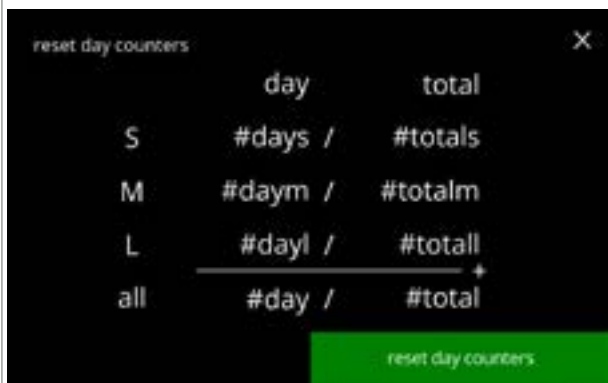 reset day counters ×
day total
S #days / #totals
M #daym / #totalm
L #dayl / #totall
+
all #day / #total
reset day counters